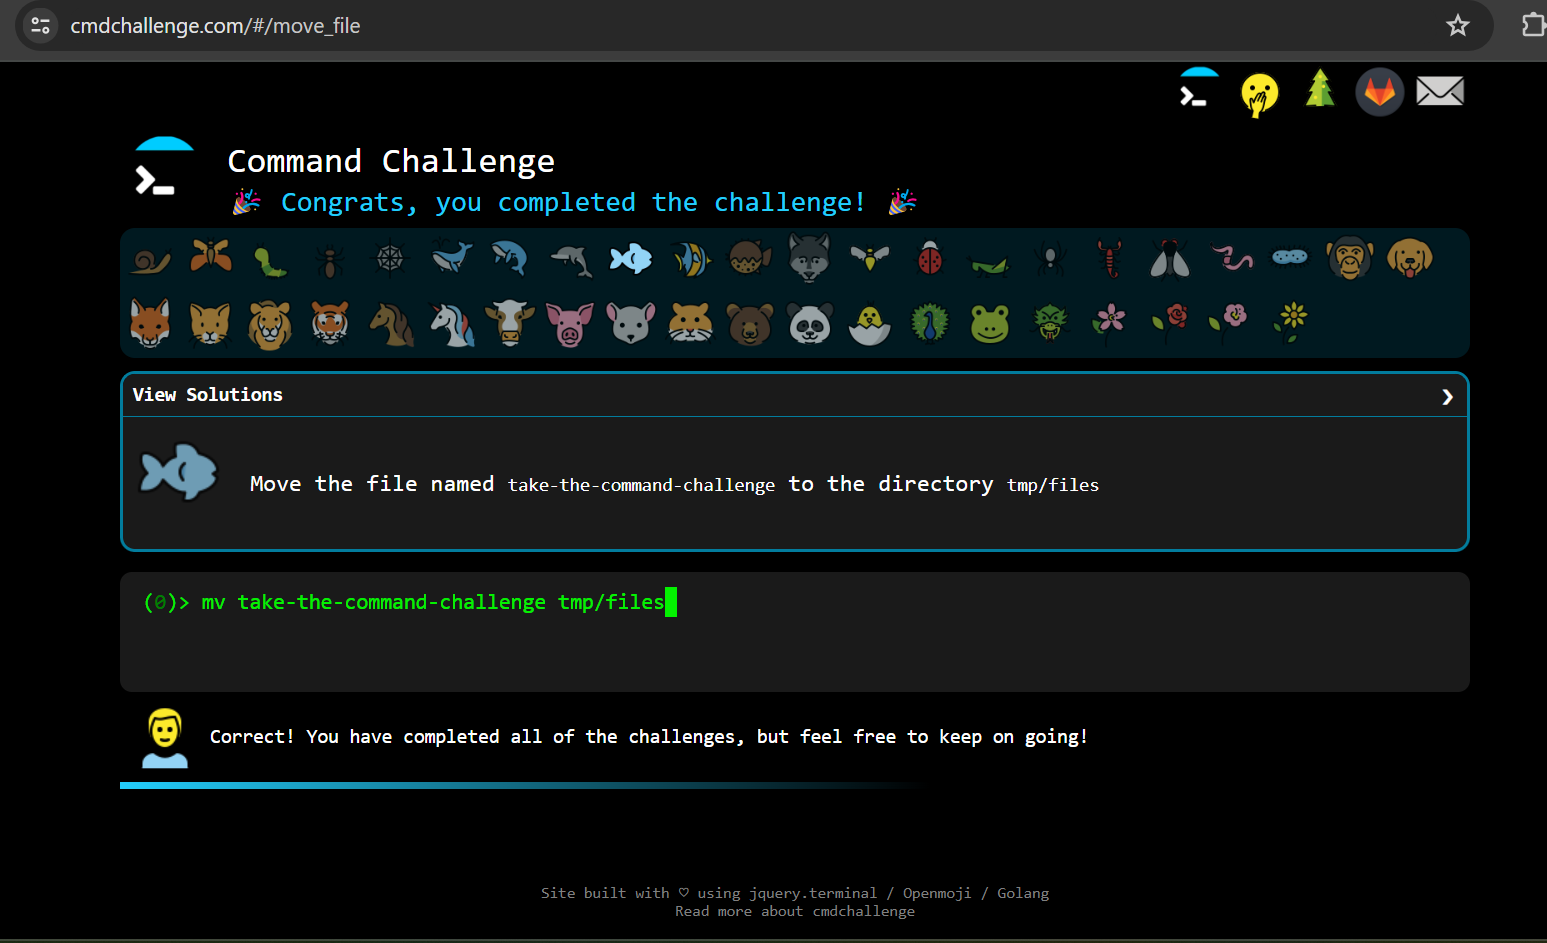 cmdchallenge.com/#/move_file
Command Challenge
Congrats, you completed the challenge!
View Solutions
Move the file named take-the-command-challenge to the directory tmp/files
(0)> mv take-the-command-challenge tmp/files
Correct! You have completed all of the challenges, but feel free to keep on going!
Site built with ♡ using jquery.terminal / Openmoji / Golang
Read more about cmdchallenge